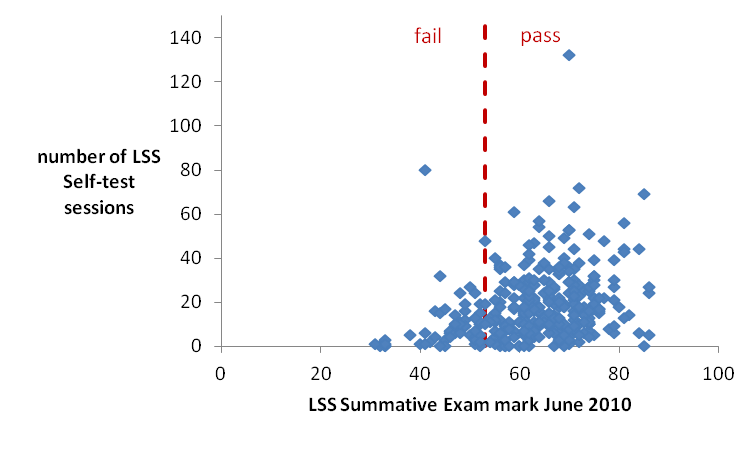 fail
pass
140
120
100
80
60
40
20
0
number of LSS
Self-test
sessions
0
20
40
60
80
100
LSS Summative Exam mark June 2010